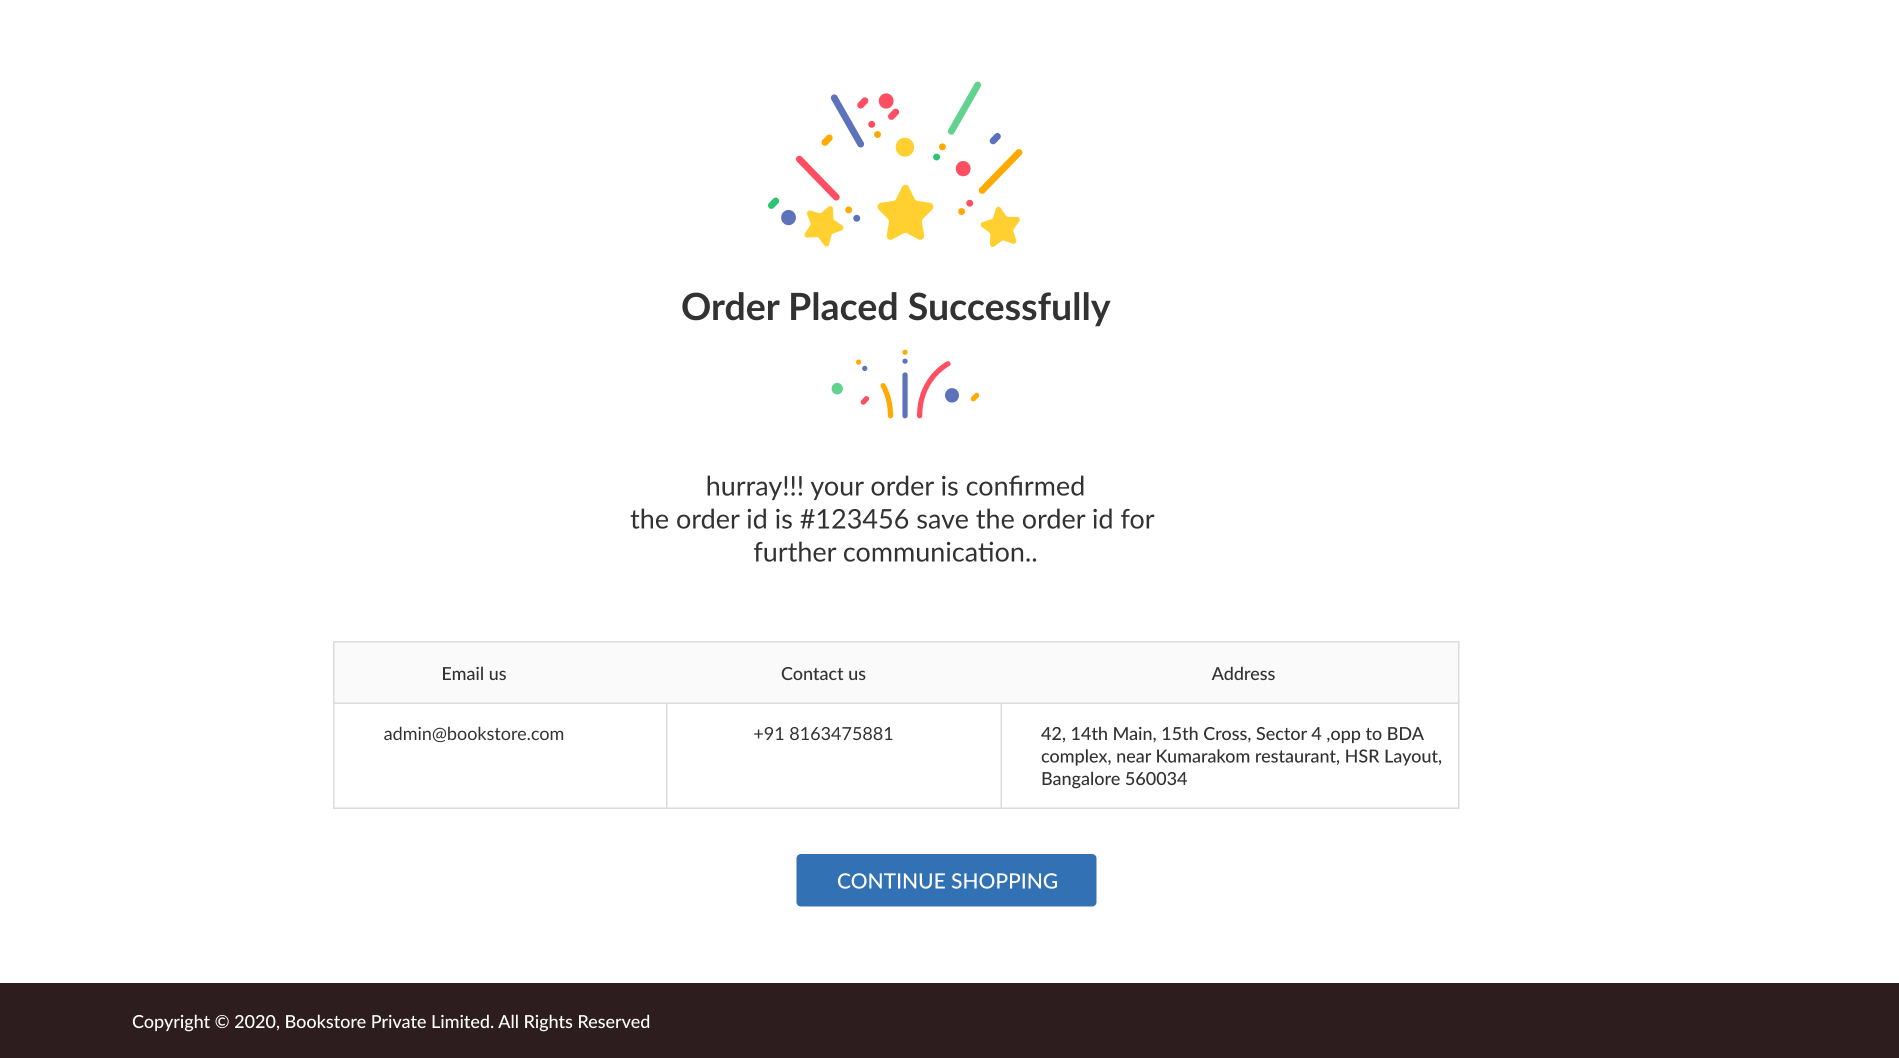 Order Placed Successfully
hurray!!! your order is confirmed
the order id is #123456 save the order id for
further communication..
Email us
Contact us
Address
admin@bookstore.com
+91 8163475881
42, 14th Main, 15th Cross, Sector 4 ,opp to BDA
complex, near Kumarakom restaurant, HSR Layout,
Bangalore 560034
CONTINUE SHOPPING
Copyright © 2020, Bookstore Private Limited. All Rights Reserved